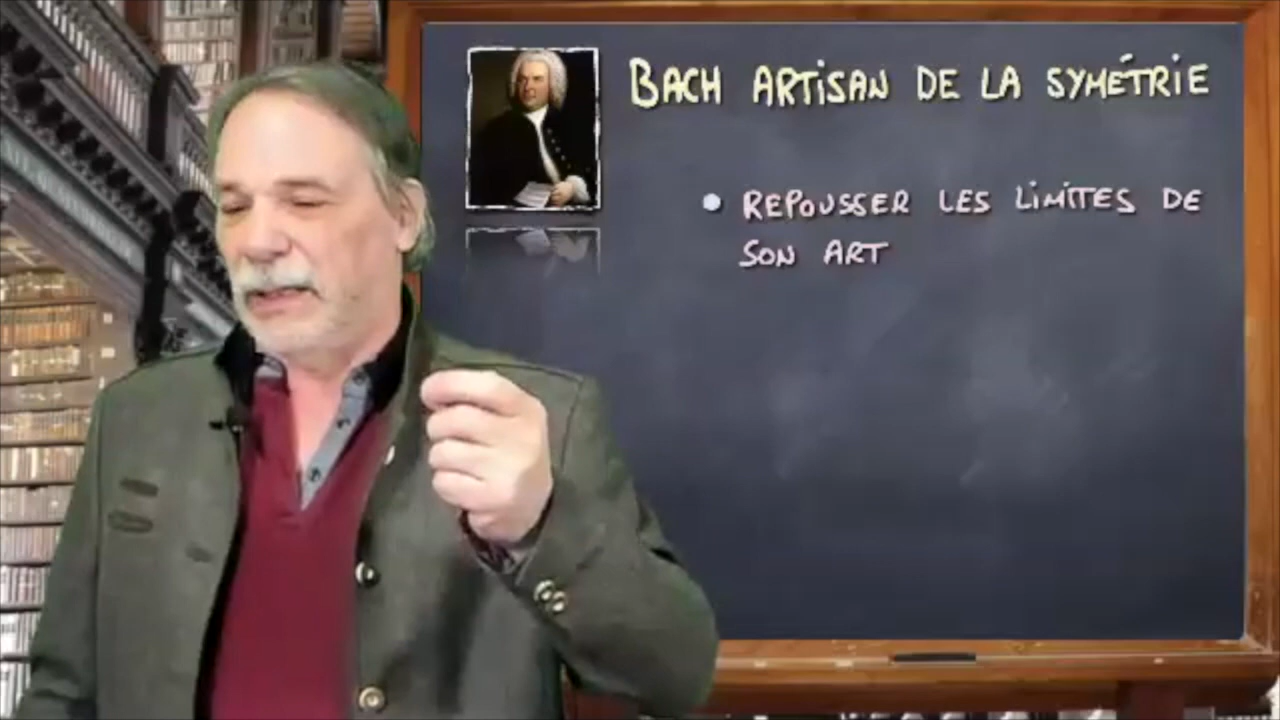 BACH ARTISAN DE LA SYMÉTRIE
• REPOUSSER LES LIMITES DE
SON ART